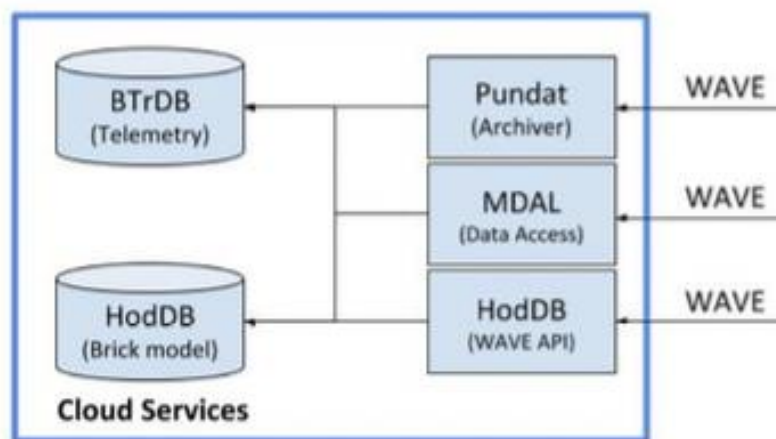 BTrDB
(Telemetry)
Pundat
(Archiver)
WAVE
MDAL
(Data Access)
WAVE
HodDB
(Brick model)
HodDB
(WAVE API)
WAVE
Cloud Services